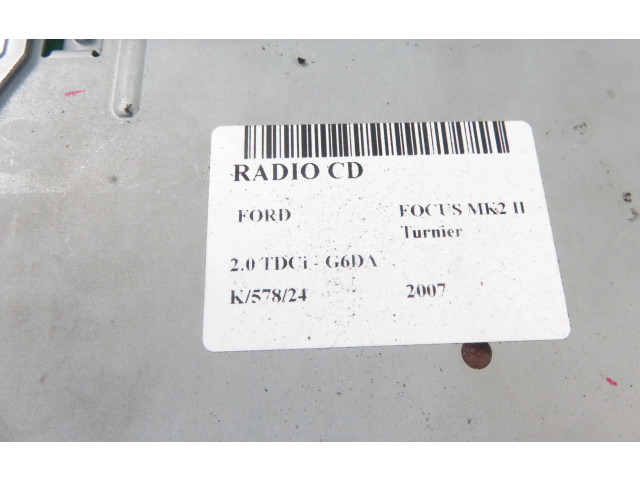 RADIO CD
FORD FOCUS MK2 II
Turnier
2.0 TDCi - G6DA
K/578/24 2007